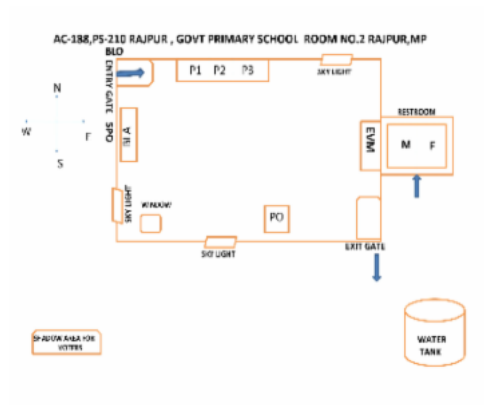 AC-188,PS-210 RAJPUR , GOVT PRIMARY SCHOOL ROOM NO.2 RAJPUR,MP
BLO
ENTRY GATE SPO
P1 P2 P3
SKY LIGHT
N
W E
S
BLA
RESTROOM
EVM
M F
SKY LIGHT
WINDOW
PO
SKY LIGHT
EXIT GATE
SHADOW AREA FOR
VOTERS
WATER
TANK